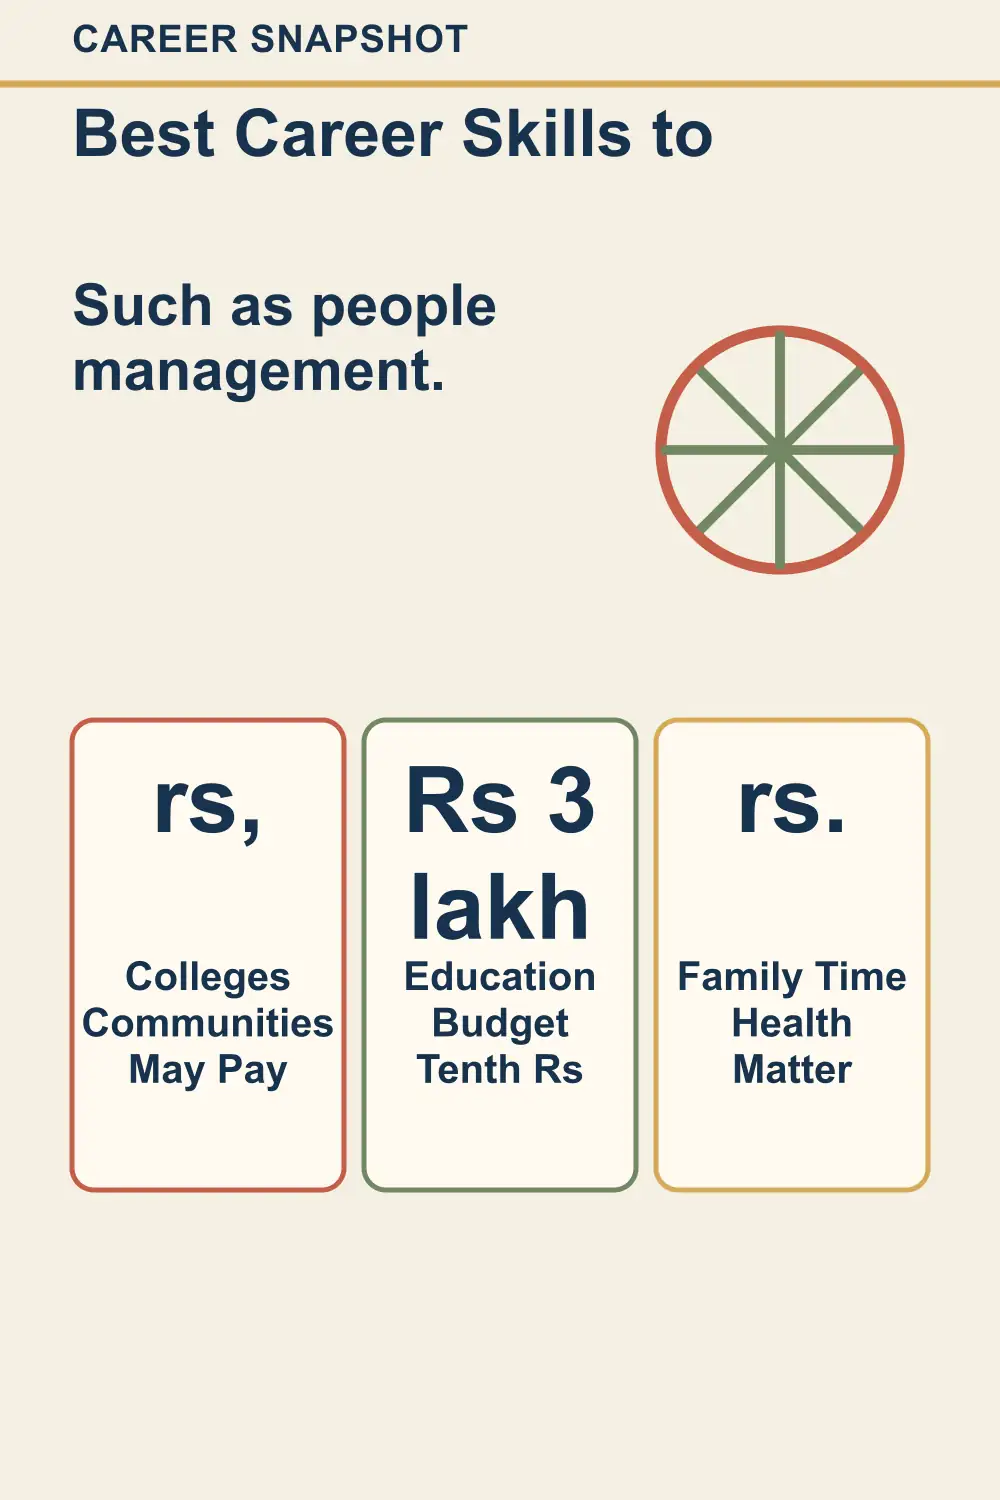 CAREER SNAPSHOT
Best Career Skills to
Such as people
management.
rs,
Colleges
Communities
May Pay
Rs 3
lakh
Education
Budget
Tenth Rs
rs.
Family Time
Health
Matter